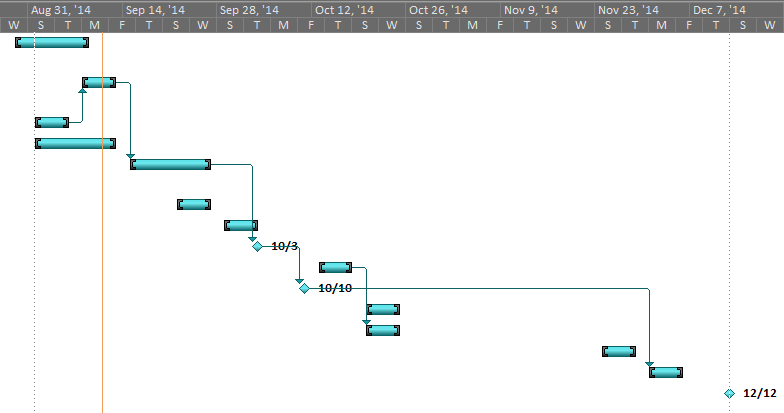 Aug 31, '14 Sep 14, '14 Sep 28, '14 Oct 12, '14 Oct 26, '14 Nov 9, '14 Nov 23, '14 Dec 7, '14
W S T M F T S W S T M F T S W S T M F T S W S T M F T S W S T M F T S W
10/3
10/10
12/12